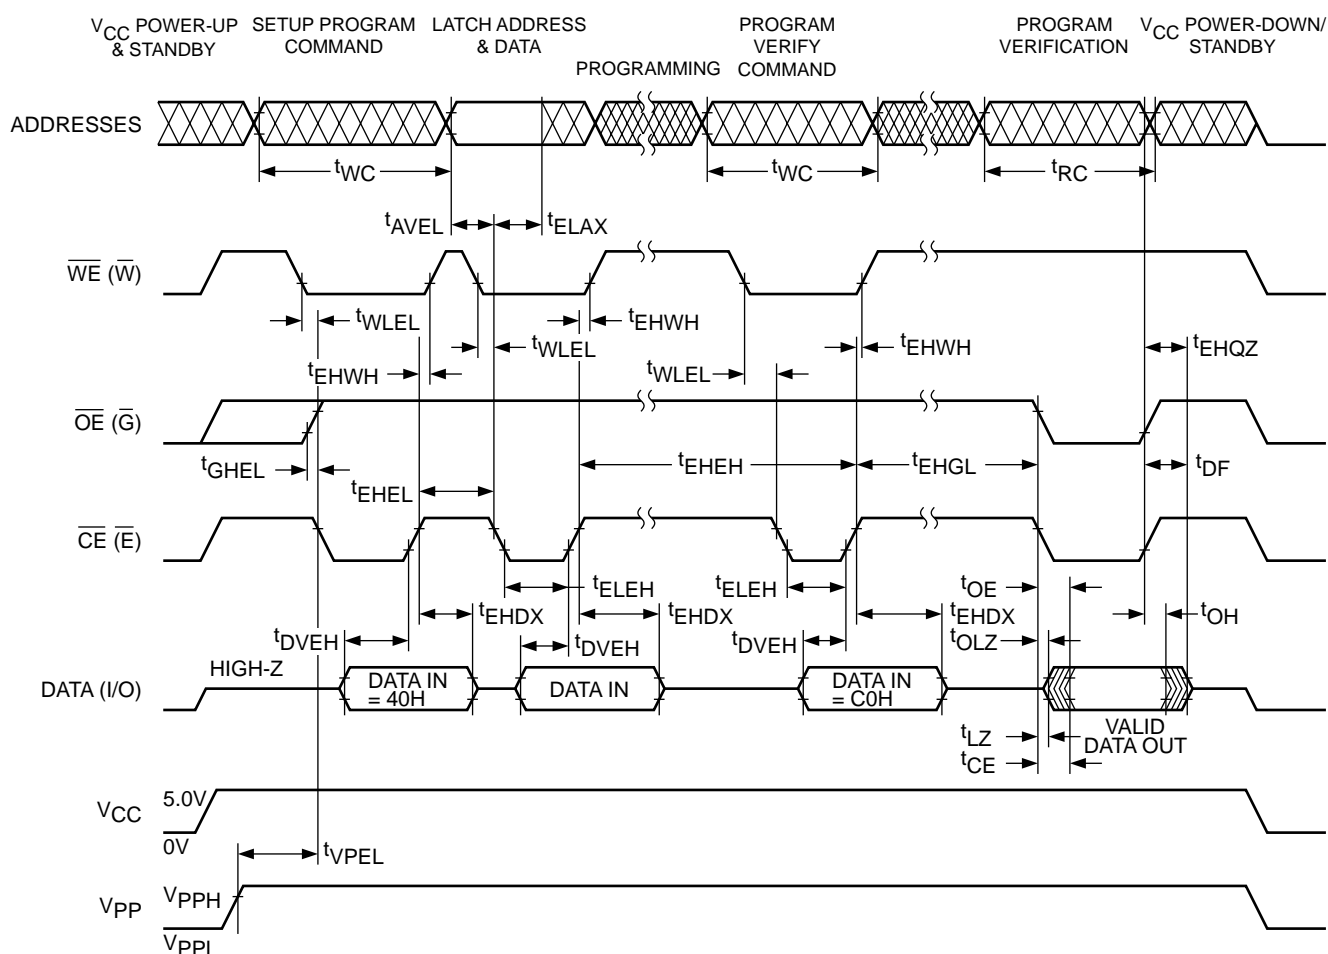 VCC POWER-UP
& STANDBY
SETUP PROGRAM
COMMAND
LATCH ADDRESS
& DATA
PROGRAMMING
PROGRAM
VERIFY
COMMAND
PROGRAM
VERIFICATION
VCC POWER-DOWN/
STANDBY
ADDRESSES
tWC
tWC
tRC
tAVEL
tELAX
WE (W)
tWLEL
tEHWH
tWLEL
tEHWH
tWLEL
tEHWH
tEHQZ
OE (G)
tGHEL
tEHEL
tEHEH
tEHGL
tDF
CE (E)
tELEH
tELEH
tOE
tDVEH
tEHDX
tDVEH
tEHDX
tDVEH
tEHDX
tOLZ
tOH
DATA (I/O)
HIGH-Z
DATA IN
= 40H
DATA IN
DATA IN
= C0H
VALID
DATA OUT
tLZ
tCE
VCC
5.0V
0V
tVPEL
VPP
VPPH
VPPL